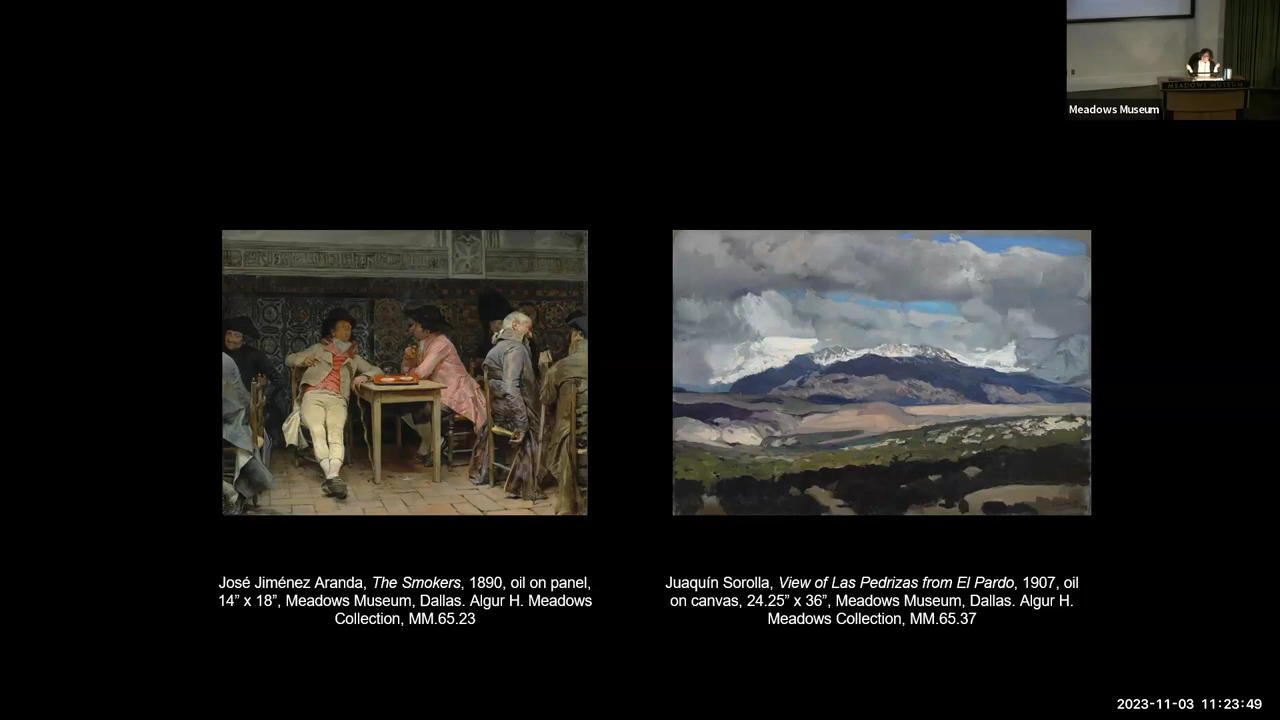 MEADOWS MUSEUM
Meadows Museum
José Jiménez Aranda, The Smokers, 1890, oil on panel,
14” x 18”, Meadows Museum, Dallas. Algur H. Meadows
Collection, MM.65.23
Juaquín Sorolla, View of Las Pedrizas from El Pardo, 1907, oil
on canvas, 24.25” x 36”, Meadows Museum, Dallas. Algur H.
Meadows Collection, MM.65.37
2023-11-03 11:23:49